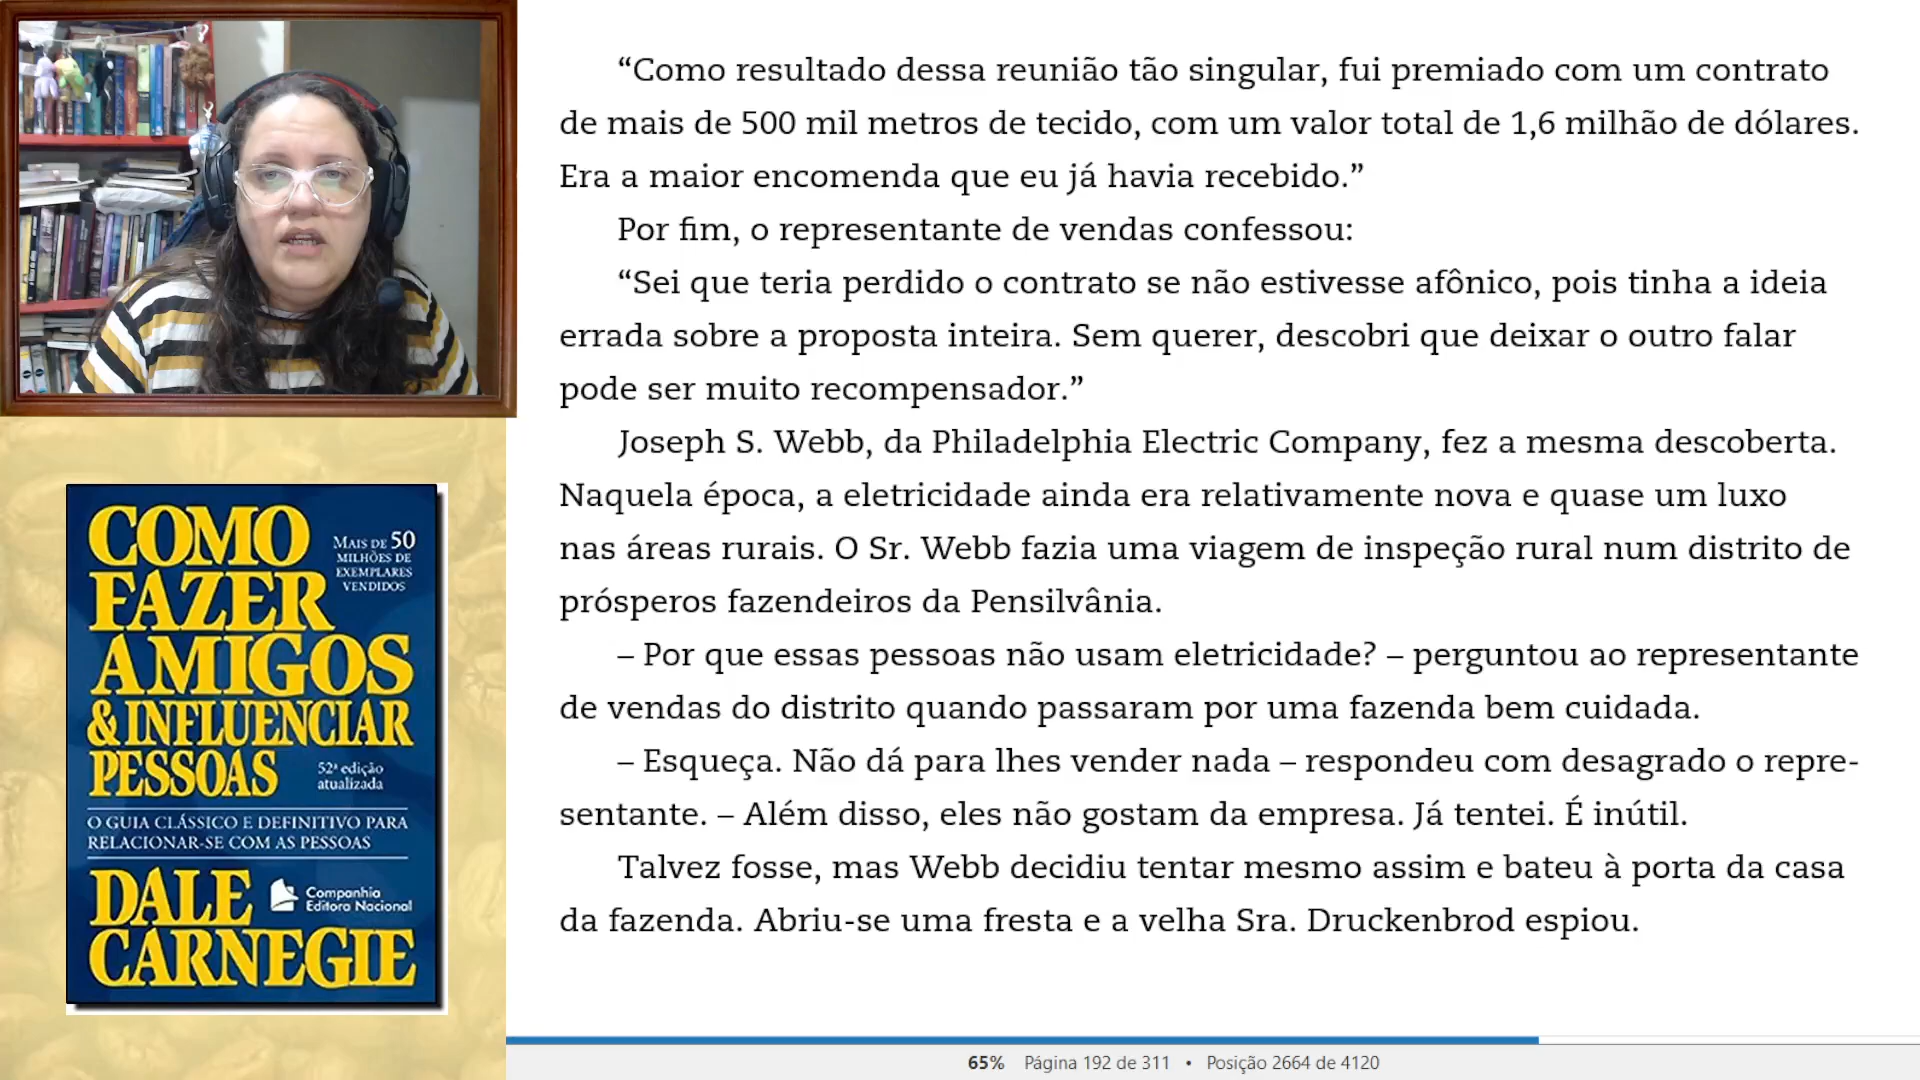 “Como resultado dessa reunião tão singular, fui premiado com um contrato
de mais de 500 mil metros de tecido, com um valor total de 1,6 milhão de dólares.
Era a maior encomenda que eu já havia recebido.”
Por fim, o representante de vendas confessou:
“Sei que teria perdido o contrato se não estivesse afônico, pois tinha a ideia
errada sobre a proposta inteira. Sem querer, descobri que deixar o outro falar
pode ser muito recompensador.”
Joseph S. Webb, da Philadelphia Electric Company, fez a mesma descoberta.
Naquela época, a eletricidade ainda era relativamente nova e quase um luxo
nas áreas rurais. O Sr. Webb fazia uma viagem de inspeção rural num distrito de
prósperos fazendeiros da Pensilvânia.
– Por que essas pessoas não usam eletricidade? – perguntou ao representante
de vendas do distrito quando passaram por uma fazenda bem cuidada.
– Esqueça. Não dá para lhes vender nada – respondeu com desagrado o repre-
sentante. – Além disso, eles não gostam da empresa. Já tentei. É inútil.
Talvez fosse, mas Webb decidiu tentar mesmo assim e bateu à porta da casa
da fazenda. Abriu-se uma fresta e a velha Sra. Druckenbrod espiou.
65% Página 192 de 311 • Posição 2664 de 4120
COMO
FAZER
AMIGOS
& INFLUENCIAR
PESSOAS
MAIS DE 50
MILHÕES DE
EXEMPLARES
VENDIDOS
52ª edição
atualizada
O GUIA CLÁSSICO E DEFINITIVO PARA
RELACIONAR-SE COM AS PESSOAS
DALE
CARNEGIE
Companhia
Editora Nacional